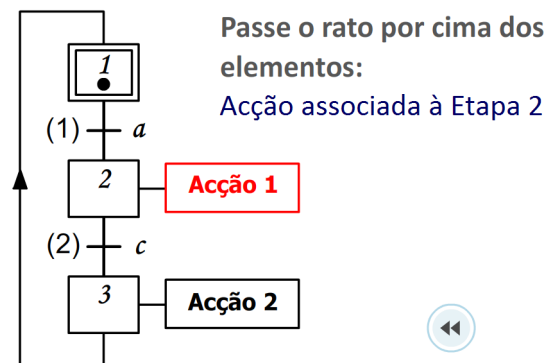 Passe o rato por cima dos
elementos:
Acção associada à Etapa 2
1
(1) a
2 Acção 1
(2) c
3 Acção 2